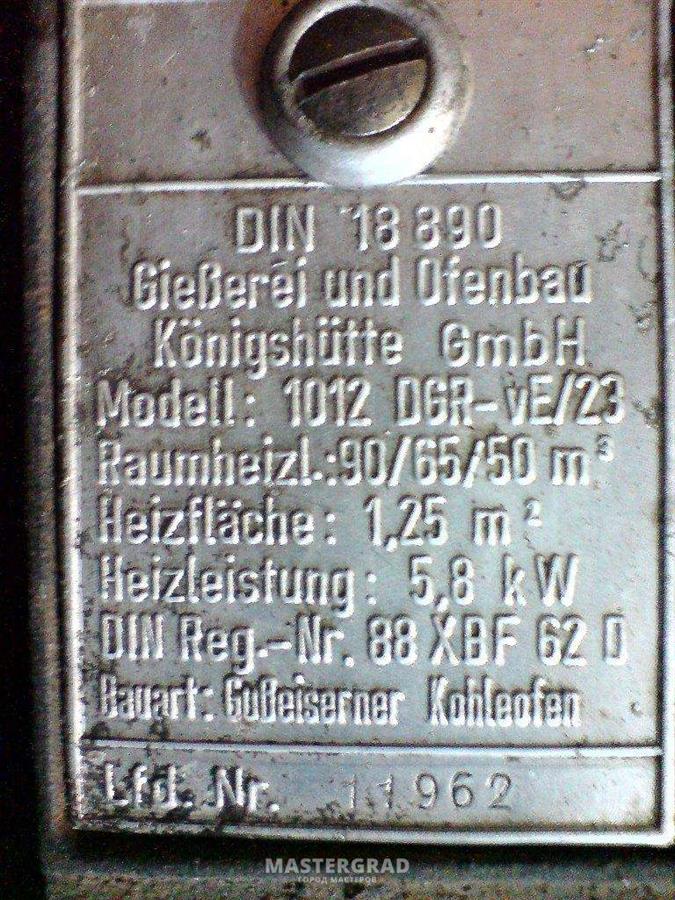 DIN 18 890
Gießerei und Ofenbau
Königshütte GmbH
Modell: 1012 DGR-vE/23
Raumheizl.:90/65/50 m³
Heizfläche: 1,25 m²
Heizleistung: 5,8 kW
DIN Reg.-Nr. 88 XBF 62 D
Bauart: Gußeiserner Kohleofen
Lfd. Nr. 11962
MASTERGRAD
ГОРОД МАСТЕРОВ